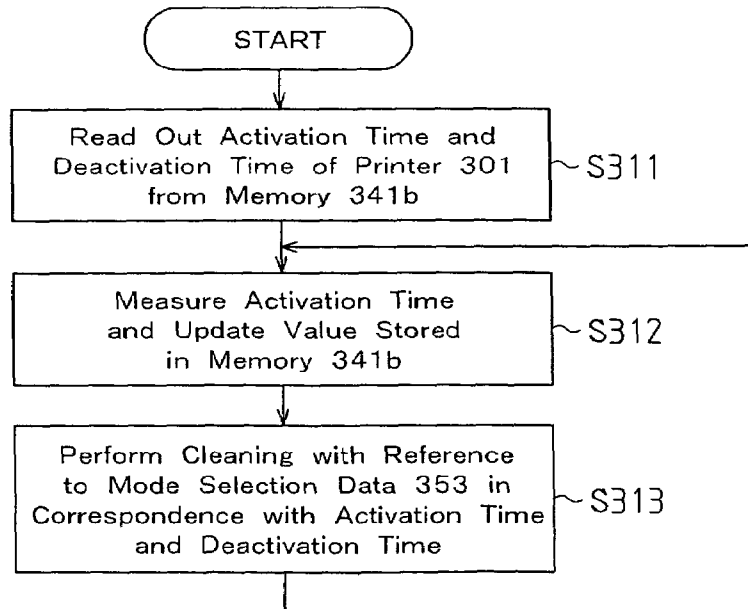 START
Read Out Activation Time and
Deactivation Time of Printer 301
from Memory 341b
S311
Measure Activation Time
and Update Value Stored
in Memory 341b
S312
Perform Cleaning with Reference
to Mode Selection Data 353 in
Correspondence with Activation Time
and Deactivation Time
S313